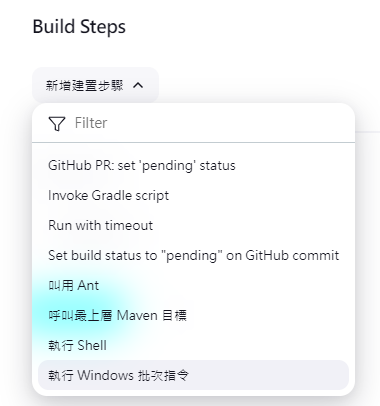 Build Steps
新增建置步驟
Filter
GitHub PR: set 'pending' status
Invoke Gradle script
Run with timeout
Set build status to "pending" on GitHub commit
叫用 Ant
呼叫最上層 Maven 目標
執行 Shell
執行 Windows 批次指令